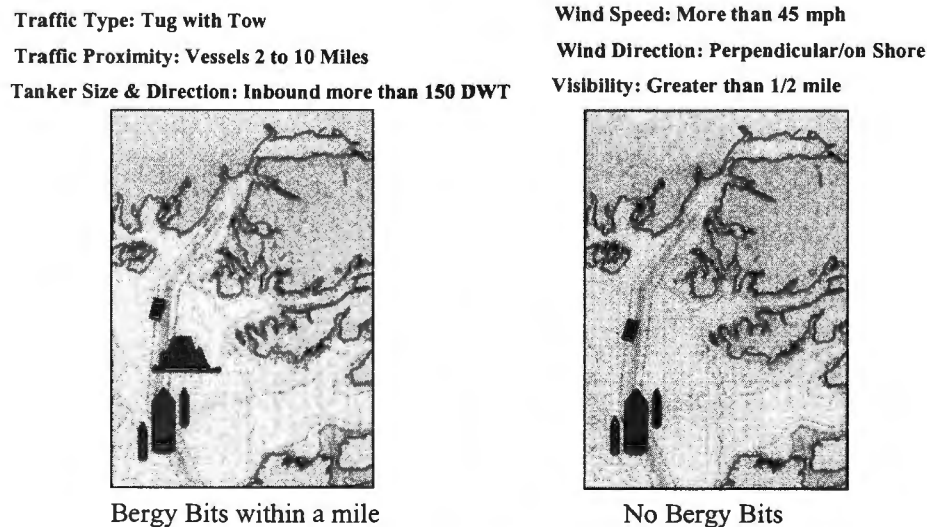 Traffic Type: Tug with Tow
Traffic Proximity: Vessels 2 to 10 Miles
Tanker Size & Direction: Inbound more than 150 DWT
Wind Speed: More than 45 mph
Wind Direction: Perpendicular/on Shore
Visibility: Greater than 1/2 mile
Bergy Bits within a mile
No Bergy Bits